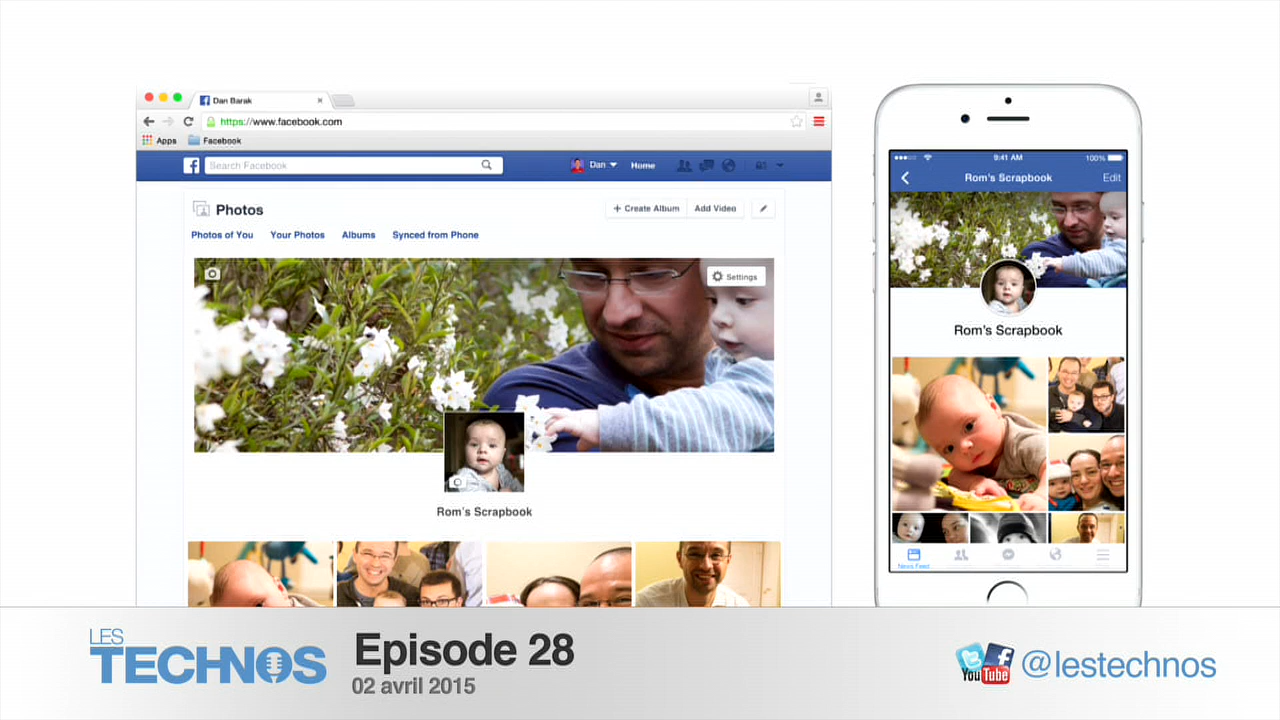 Dan Barak
https://www.facebook.com
Apps Facebook
Search Facebook
Dan Home
Photos
+ Create Album Add Video
Photos of You Your Photos Albums Synced from Phone
Settings
Rom's Scrapbook
9:41 AM 100%
Rom's Scrapbook Edit
Rom's Scrapbook
News Feed
LES
TECHNOS
Episode 28
02 avril 2015
You Tube
@lestechnos